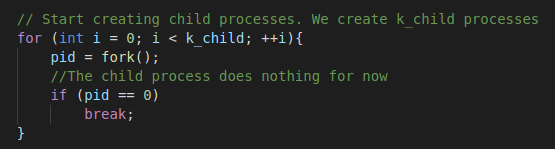 // Start creating child processes. We create k_child processes
for (int i = 0; i < k_child; ++i){
    pid = fork();
    //The child process does nothing for now
    if (pid == 0)
        break;
}